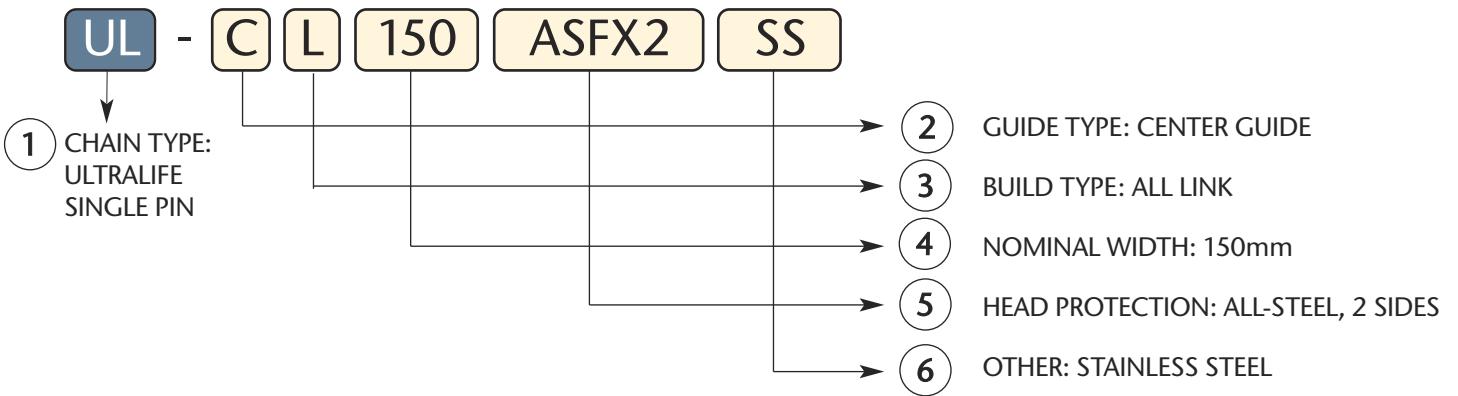 UL - C L 150 ASFX2 SS
1 CHAIN TYPE:
ULTRALIFE
SINGLE PIN
2 GUIDE TYPE: CENTER GUIDE
3 BUILD TYPE: ALL LINK
4 NOMINAL WIDTH: 150mm
5 HEAD PROTECTION: ALL-STEEL, 2 SIDES
6 OTHER: STAINLESS STEEL